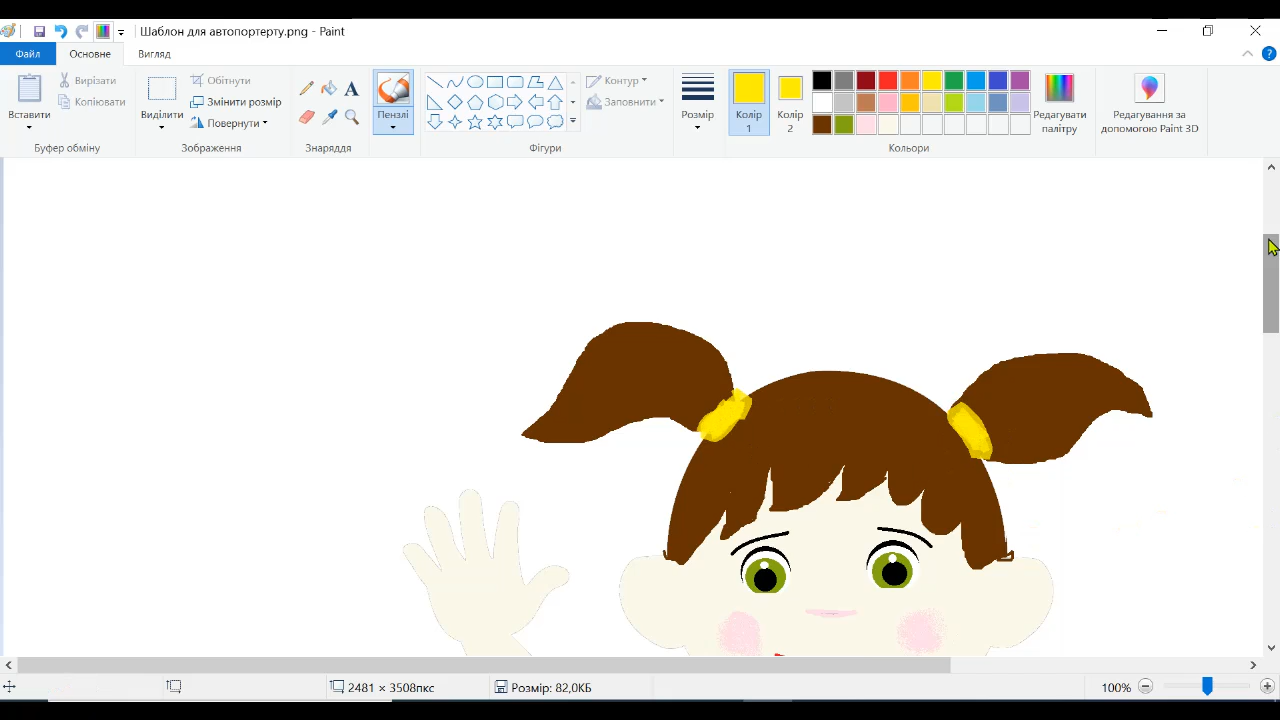 Шаблон для автопортерту.png - Paint
Файл
Основне
Вигляд
Вставити
Вирізати
Копіювати
Буфер обміну
Виділити
Обітнути
Змінити розмір
Повернути
Зображення
Знаряддя
Пензлі
Фігури
Контур
Заповнити
Розмір
Колір
1
Колір
2
Кольори
Редагувати
палітру
Редагування за
допомогою Paint 3D
2481 × 3508пкс
Розмір: 82,0КБ
100%